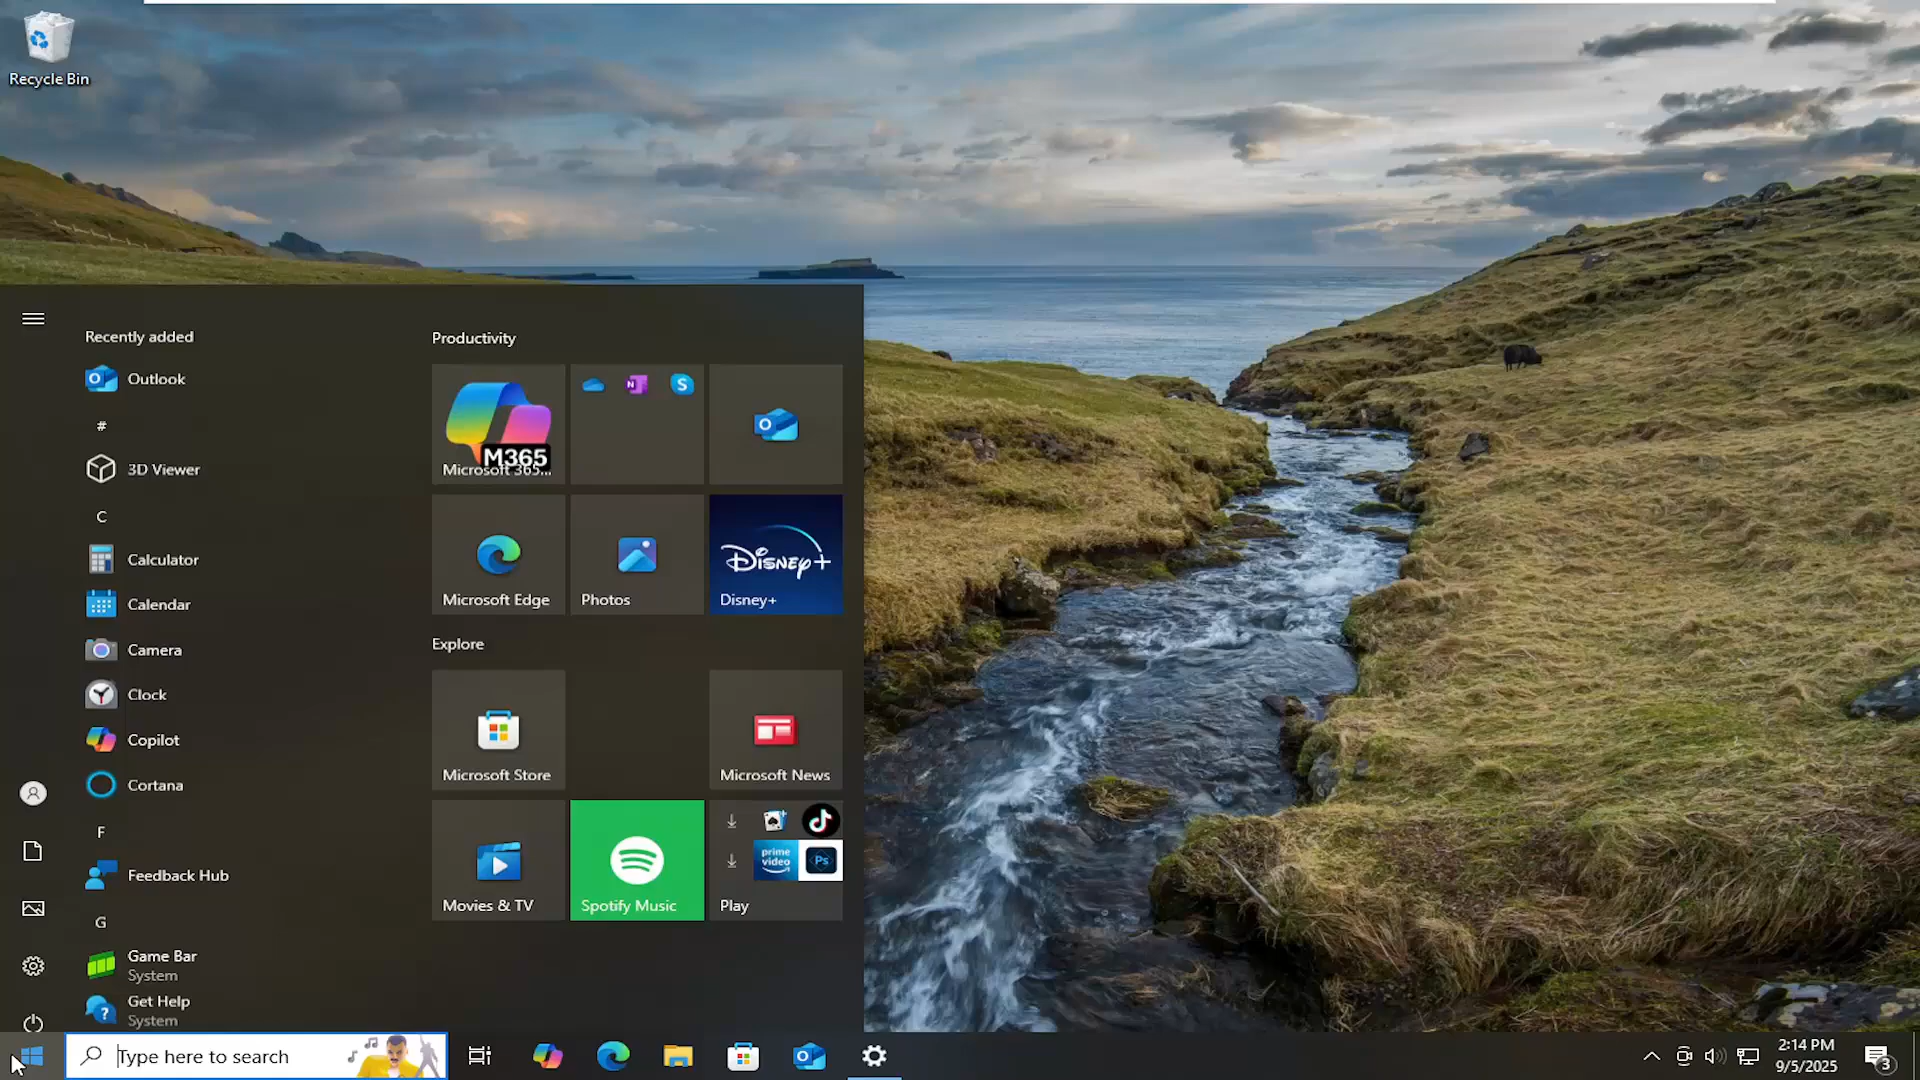 Recycle Bin
Recently added
Outlook
#
3D Viewer
C
Calculator
Calendar
Camera
Clock
Copilot
Cortana
F
Feedback Hub
G
Game Bar
System
Get Help
System
Productivity
M365
Microsoft 365...
N
S
O
Microsoft Edge
Photos
Disney+
Disney+
Explore
Microsoft Store
Microsoft News
Movies & TV
Spotify Music
prime
video
Ps
Play
Type here to search
2:14 PM
9/5/2025
3